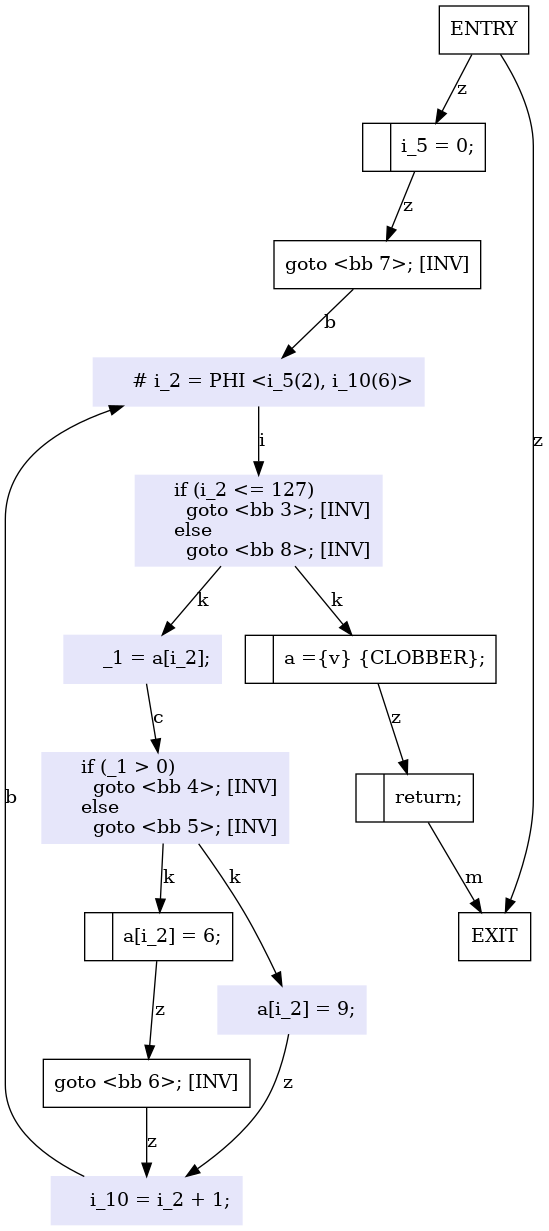 ENTRY
z
i_5 = 0;
z
goto <bb 7>; [INV]
b
# i_2 = PHI <i_5(2), i_10(6)>
i
z
if (i_2 <= 127)
goto <bb 3>; [INV]
else
goto <bb 8>; [INV]
k
k
_1 = a[i_2];
a ={v} {CLOBBER};
c
z
if (_1 > 0)
goto <bb 4>; [INV]
else
goto <bb 5>; [INV]
b
return;
k
k
m
a[i_2] = 6;
EXIT
z
a[i_2] = 9;
goto <bb 6>; [INV]
z
z
i_10 = i_2 + 1;